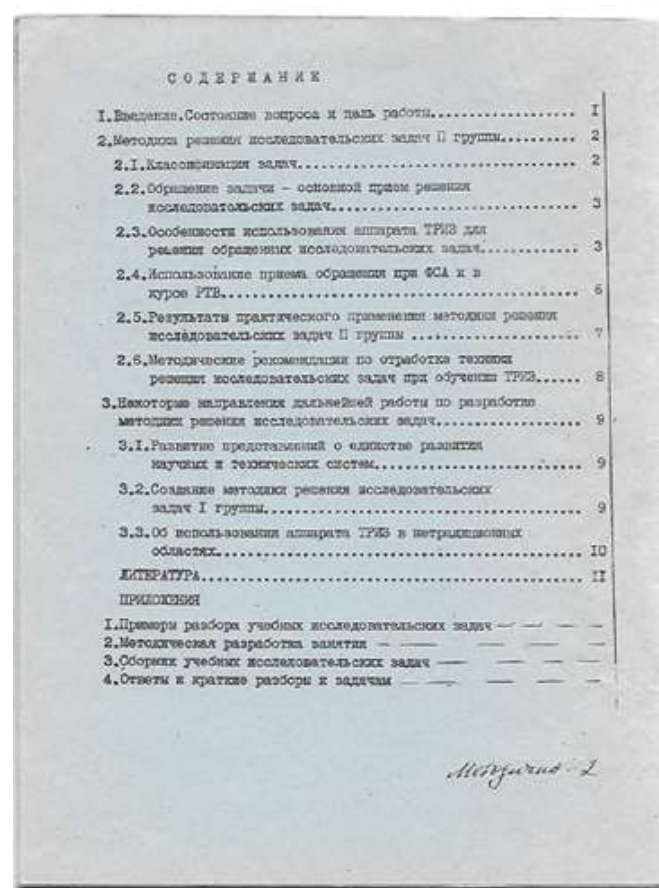 СОДЕРЖАНИЕ
I.Введение.Состояние вопроса и цель работы.................. I
2.Методика решения исследовательских задач II группы.......... 2
2.I.Классификация задач................................... 2
2.2.Обращение задачи - основной прием решения
исследовательских задач............................... 3
2.3.Особенности использования аппарата ТРИЗ для
решения обращенных исследовательских задач............ 3
2.4.Использование приема обращения при ФСА и в
курсе РТВ............................................. 6
2.5.Результаты практического применения методики решения
исследовательских задач II группы .................... 7
2.6.Методические рекомендации по отработке техники
решения исследовательских задач при обучении ТРИЗ...... 8
3.Некоторые направления дальнейшей работы по разработке
методики решения исследовательских задач................. 9
3.I.Развитие представлений о единстве развития
научных и технических систем.......................... 9
3.2.Создание методики решения исследовательских
задач I группы........................................ 9
3.3.Об использовании аппарата ТРИЗ в нетрадиционных
областях.............................................. IO
ЛИТЕРАТУРА................................................ II
ПРИЛОЖЕНИЯ
I.Примеры разбора учебных исследовательских задач — — — —
2.Методическая разработка занятия — — — — — —
3.Сборник учебных исследовательских задач — — — —
4.Ответы и краткие разборы к задачам — — — — —